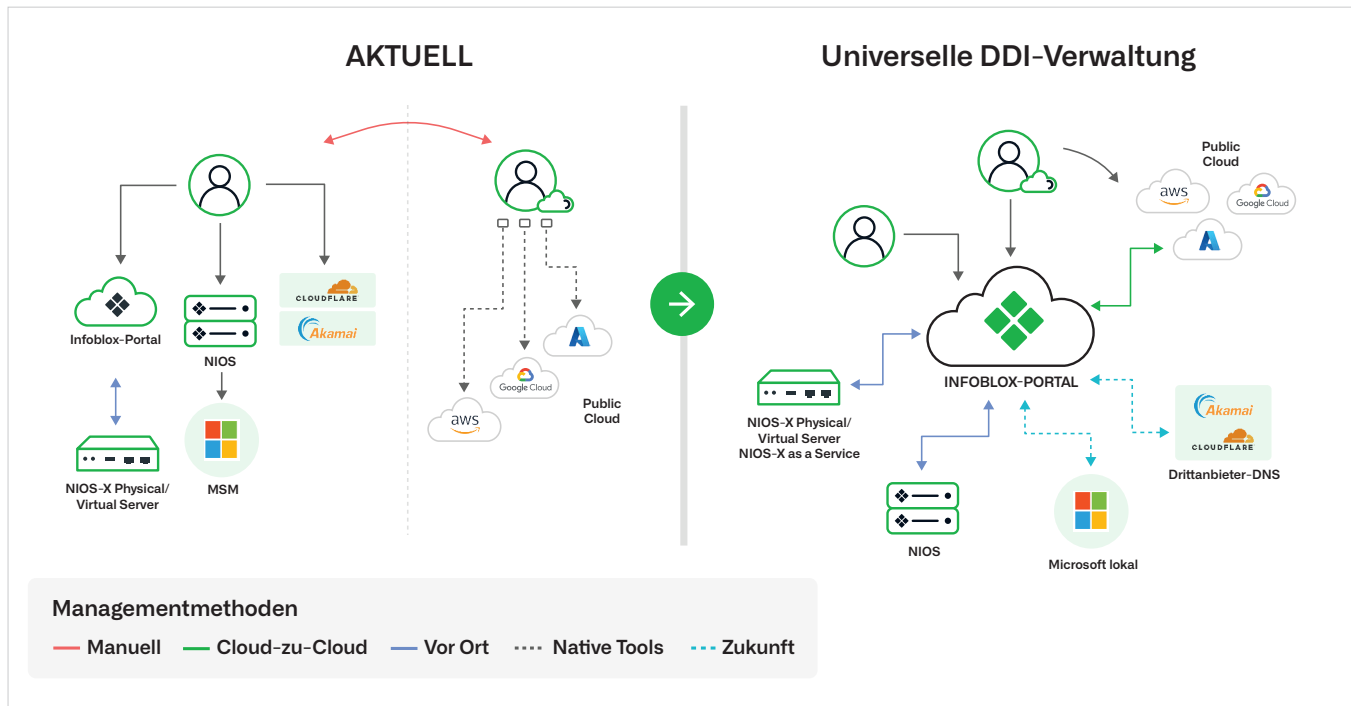 AKTUELL
Infoblox-Portal
NIOS
CLOUDFLARE
Akamai
NIOS-X Physical/
Virtual Server
MSM
aws
Google Cloud
Public
Cloud
Universelle DDI-Verwaltung
Public
Cloud
aws
Google Cloud
INFOBLOX-PORTAL
NIOS-X Physical/
Virtual Server
NIOS-X as a Service
NIOS
Microsoft lokal
Akamai
CLOUDFLARE
Drittanbieter-DNS
Managementmethoden
Manuell Cloud-zu-Cloud Vor Ort Native Tools Zukunft